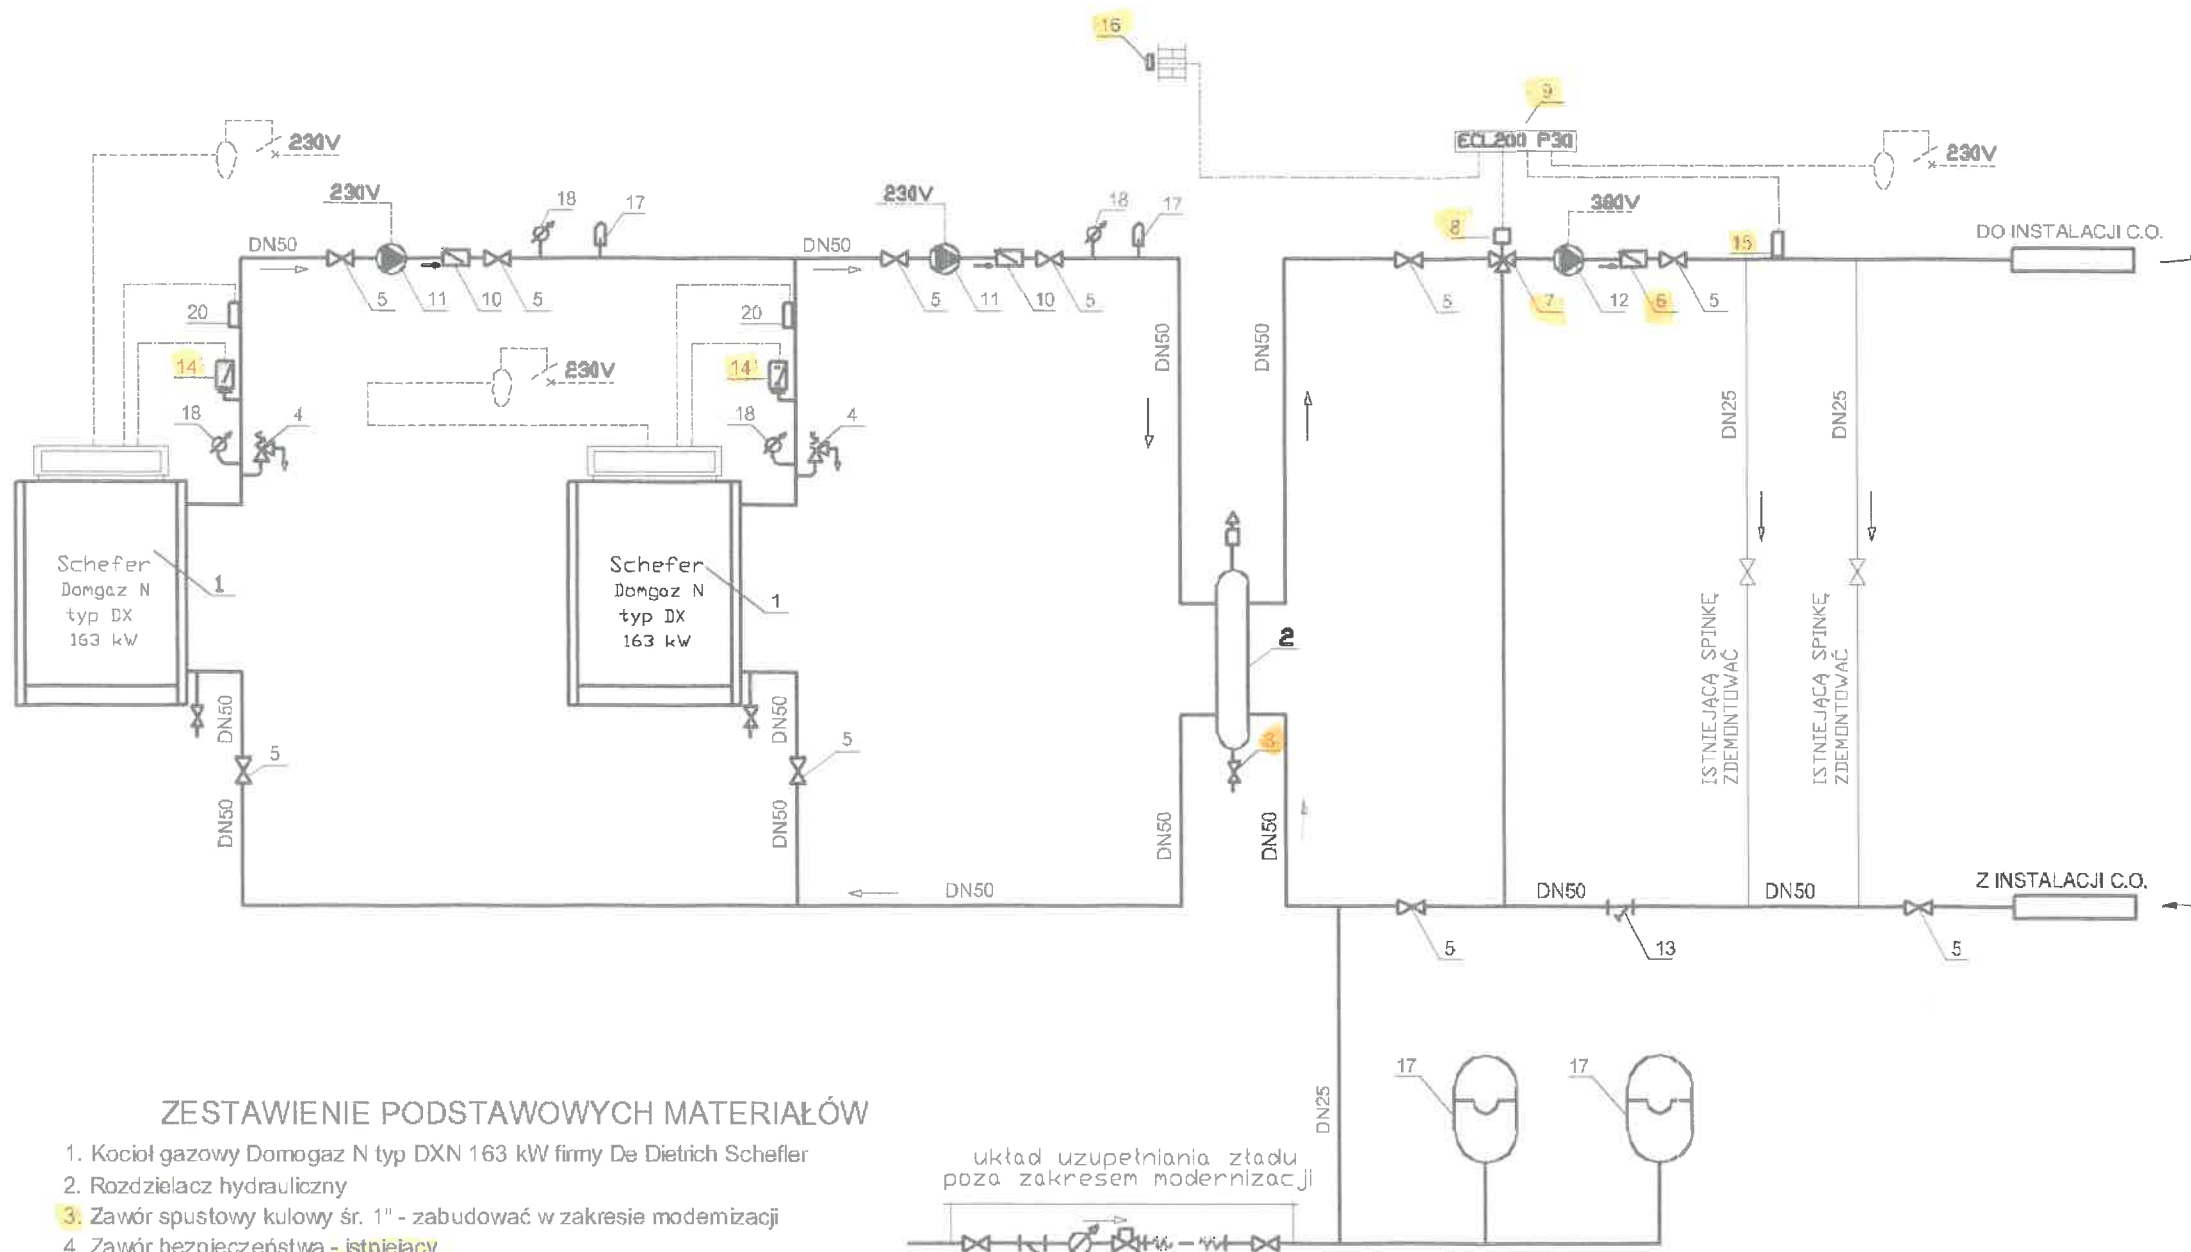 16
9
ECL200 P30
230V
230V
230V
18
17
230V
18
17
8
380V
15
DO INSTALACJI C.O.
DN50
DN50
5
11
10
5
5
11
10
5
5
7
12
6
5
20
20
DN50
DN50
14
230V
14
DN25
DN25
18
4
18
4
Schefer
Domgaz N
typ DX
163 kW
1
Schefer
Domgaz N
typ DX
163 kW
1
2
ISTNIEJĄCĄ SPINKĘ
ZDEMONTOWAĆ
ISTNIEJĄCĄ SPINKĘ
ZDEMONTOWAĆ
DN50
DN50
5
5
3
DN50
DN50
DN50
DN50
DN50
DN50
DN50
Z INSTALACJI C.O.
5
13
5
DN25
17
17
ZESTAWIENIE PODSTAWOWYCH MATERIAŁÓW
1. Kocioł gazowy Domogaz N typ DXN 163 kW firmy De Dietrich Schefler
2. Rozdzielacz hydrauliczny
3. Zawór spustowy kulowy śr. 1" - zabudować w zakresie modernizacji
4. Zawór bezpieczeństwa - istniejący
układ uzupełniania zładu
poza zakresem modernizacji